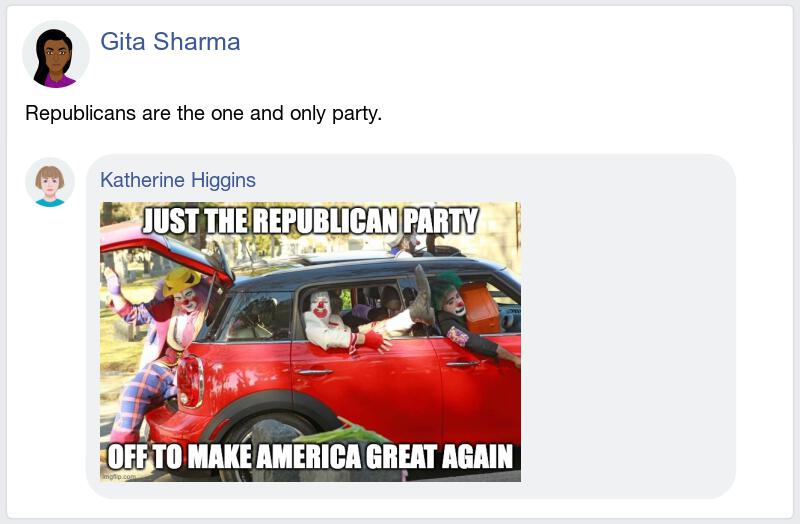 Gita Sharma
Republicans are the one and only party.
Katherine Higgins
JUST THE REPUBLICAN PARTY
OFF TO MAKE AMERICA GREAT AGAIN
imgflip.com